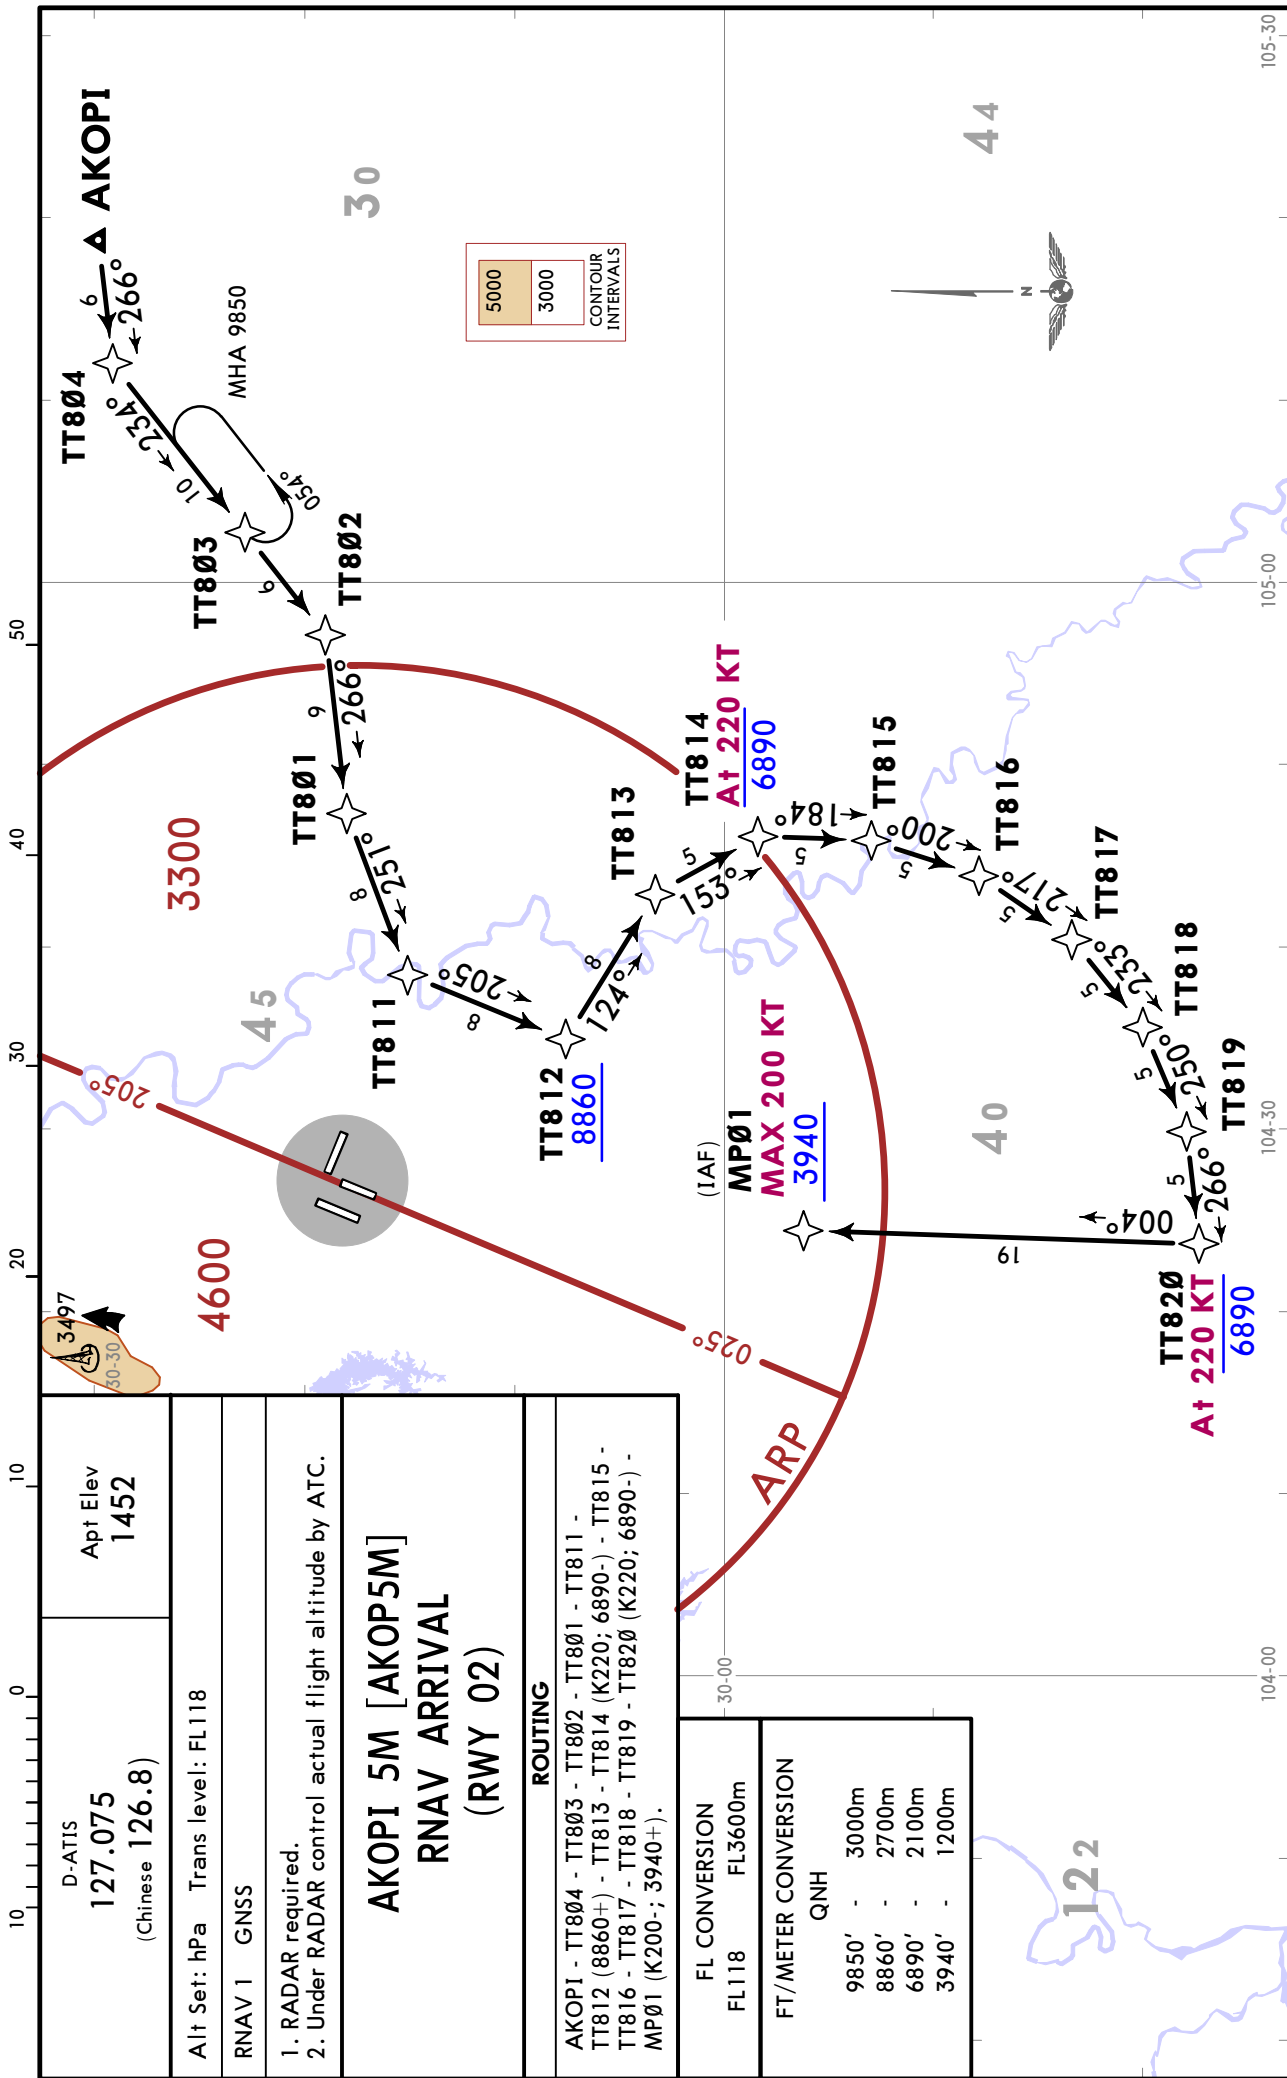 D-ATIS
127.075
(Chinese 126.8)
Apt Elev
1452
Alt Set: hPa Trans level: FL118
RNAV 1 GNSS
1. RADAR required.
2. Under RADAR control actual flight altitude by ATC.
AKOPI 5M [AKOP5M]
RNAV ARRIVAL
(RWY 02)
ROUTING
AKOPI - TT8Ø4 - TT8Ø3 - TT8Ø2 - TT8Ø1 - TT811 -
TT812 (8860+) - TT813 - TT814 (K220; 6890-) - TT815 -
TT816 - TT817 - TT818 - TT819 - TT82Ø (K220; 6890-) -
MPØ1 (K200-; 3940+).
FL CONVERSION
FL118 FL3600m
FT/METER CONVERSION
QNH
9850' - 3000m
8860' - 2700m
6890' - 2100m
3940' - 1200m
10
0
10
20
30
40
50
3497
30-30
4600
205°
3300
45
025°
ARP
AKOPI
6
266°
TT8Ø4
234°
10
MHA 9850
054°
TT8Ø3
6
TT8Ø2
9
266°
TT8Ø1
8
251°
TT811
205°
8
TT812
8860
8
124°
TT813
5
153°
TT814
At 220 KT
6890
184°
5
TT815
200°
5
TT816
217°
5
TT817
233°
5
TT818
250°
5
TT819
5
266°
TT82Ø
At 220 KT
6890
004°
19
(IAF)
MPØ1
MAX 200 KT
3940
30
5000
3000
CONTOUR
INTERVALS
44
N
40
122
30-00
104-00
104-30
105-00
105-30